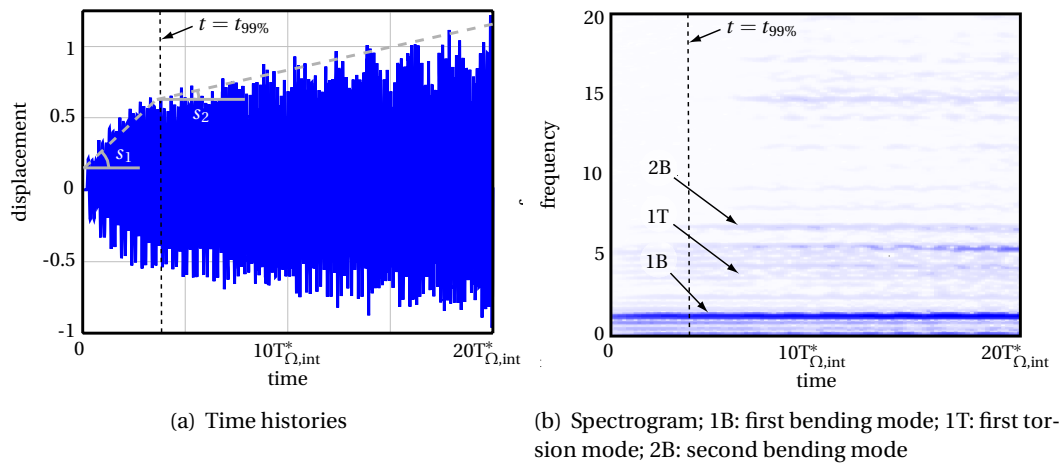 t = t99%
1
0.5
0
-0.5
-1
displacement
s1
s2
0
10T*Ω,int
20T*Ω,int
time
(a) Time histories
t = t99%
20
15
10
5
0
frequency
2B
1T
1B
0
10T*Ω,int
20T*Ω,int
time
(b) Spectrogram; 1B: first bending mode; 1T: first tor-
sion mode; 2B: second bending mode